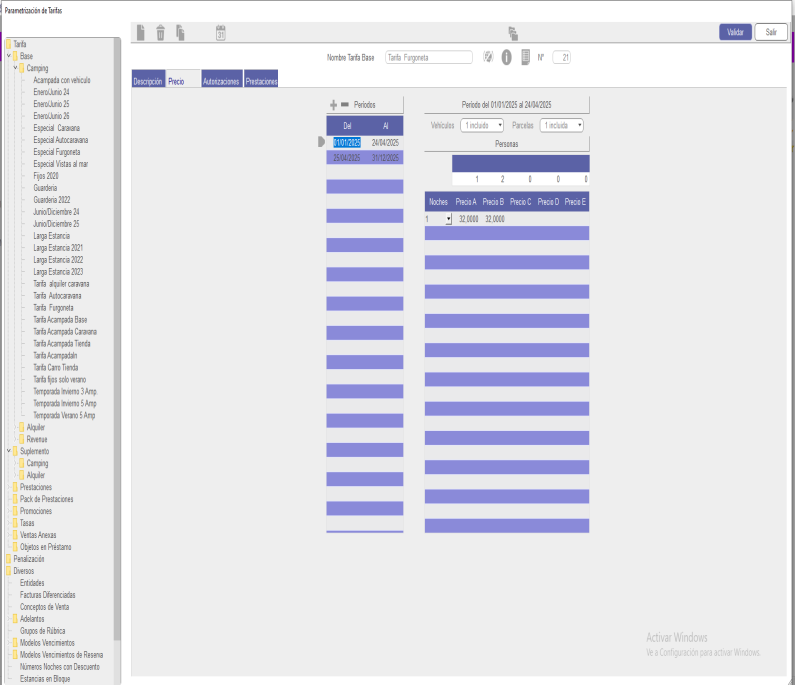 Parametrización de Tarifas
31
Validar
Salir
Tarifa
Base
Camping
Acampada con vehiculo
Enero/Junio 24
Enero/Junio 25
Enero/Junio 26
Especial Caravana
Especial Autocaravana
Especial Furgoneta
Especial Vistas al mar
Fijos 2020
Guarderia
Guarderia 2022
Junio/Diciembre 24
Junio/Diciembre 25
Larga Estancia
Larga Estancia 2021
Larga Estancia 2022
Larga Estancia 2023
Tarifa alquiler caravana
Tarifa Autocaravana
Tarifa Furgoneta
Tarifa Acampada Base
Tarifa Acampada Caravana
Tarifa Acampada Tienda
Tarifa AcampadaIn
Tarifa Carro Tienda
Tarifa fijos solo verano
Temporada Invierno 3 Amp
Temporada Invierno 5 Amp
Temporada Verano 5 Amp
Alquiler
Revenue
Suplemento
Camping
Alquiler
Prestaciones
Pack de Prestaciones
Promociones
Tasas
Ventas Anexas
Objetos en Préstamo
Penalización
Diversos
Entidades
Facturas Diferenciadas
Conceptos de Venta
Adelantos
Grupos de Rúbrica
Modelos Vencimientos
Modelos Vencimientos de Reserva
Números Noches con Descuento
Estancias en Bloque
Nombre Tarifa Base Tarifa Furgoneta Nº 21
Descripción Precio Autorizaciones Prestaciones
Periodos
Del Al
01/01/2025 24/04/2025
25/04/2025 31/12/2025
Periodo del 01/01/2025 al 24/04/2025
Vehículos 1 incluido Parcelas 1 incluida
Personas
1 2 0 0 0
Noches Precio A Precio B Precio C Precio D Precio E
1 32,0000 32,0000
Activar Windows
Ve a Configuración para activar Windows.